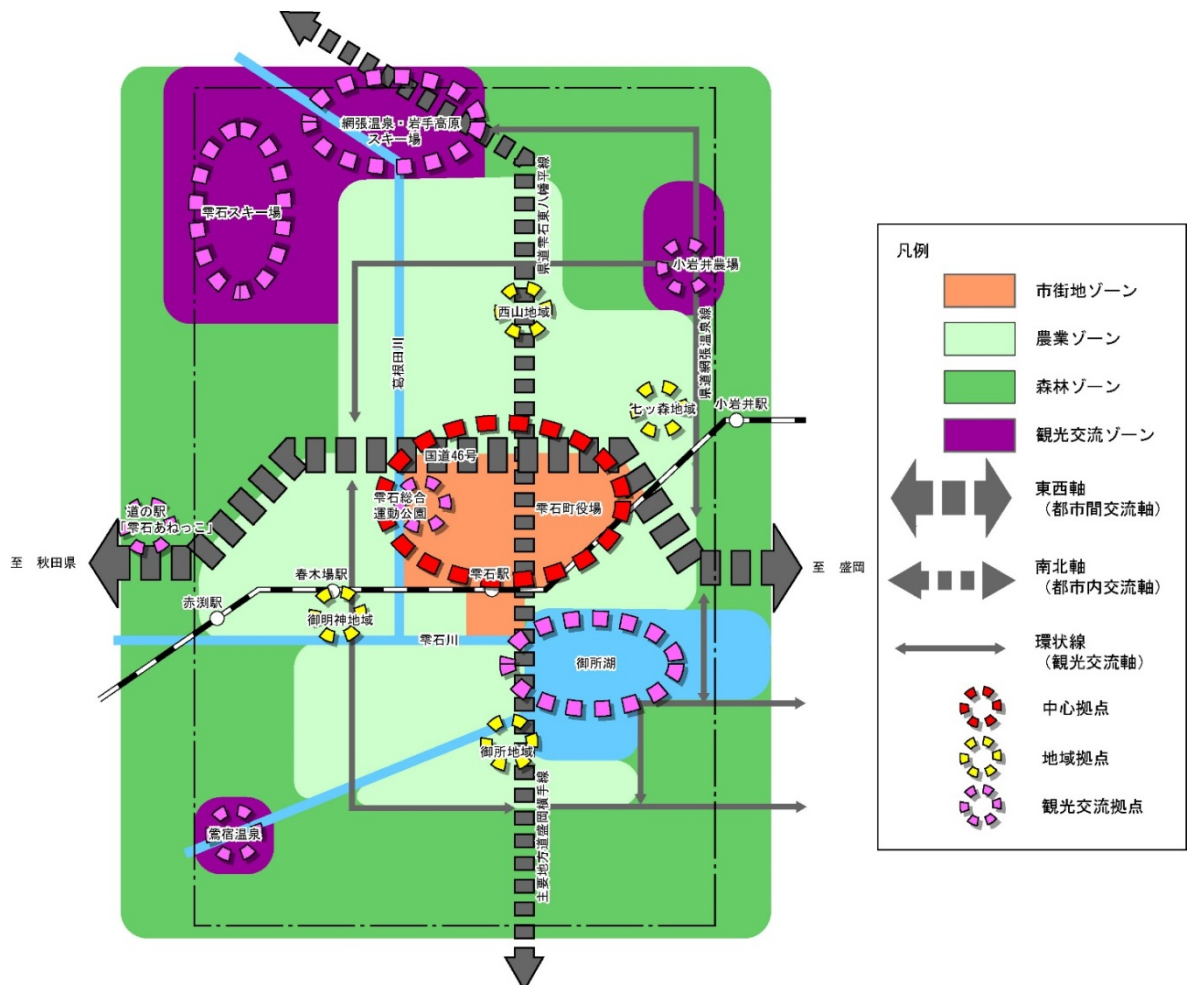 網張温泉・岩手高原
スキー場
雫石スキー場
県道雫石東八幡平線
小岩井農場
西山地域
葛根田川
県道網張温泉線
七ッ森地域
小岩井駅
国道46号
雫石総合
運動公園
雫石町役場
道の駅
「雫石あねっこ」
至 秋田県
至 盛岡
春木場駅
雫石駅
赤渕駅
御明神地域
雫石川
御所湖
御所地域
主要地方道盛岡横手線
鶯宿温泉
凡例
市街地ゾーン
農業ゾーン
森林ゾーン
観光交流ゾーン
東西軸
(都市間交流軸)
南北軸
(都市内交流軸)
環状線
(観光交流軸)
中心拠点
地域拠点
観光交流拠点